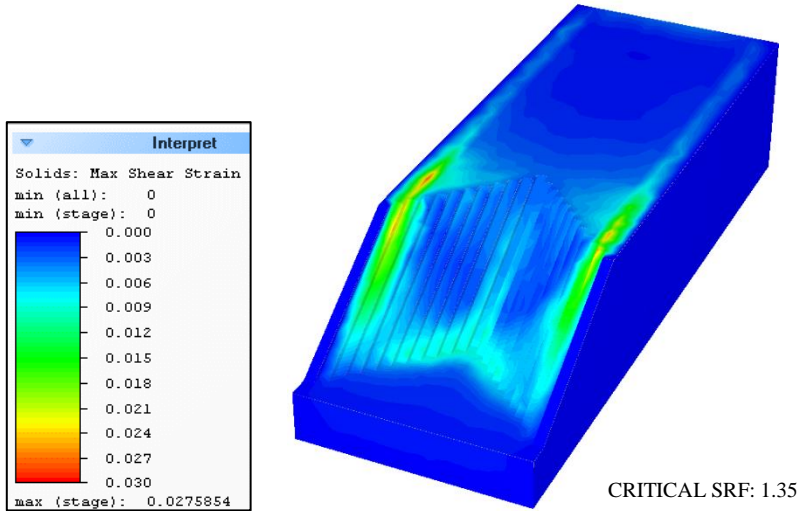 Interpret
Solids: Max Shear Strain
min (all): 0
min (stage): 0
0.000
0.003
0.006
0.009
0.012
0.015
0.018
0.021
0.024
0.027
0.030
max (stage): 0.0275854
CRITICAL SRF: 1.35